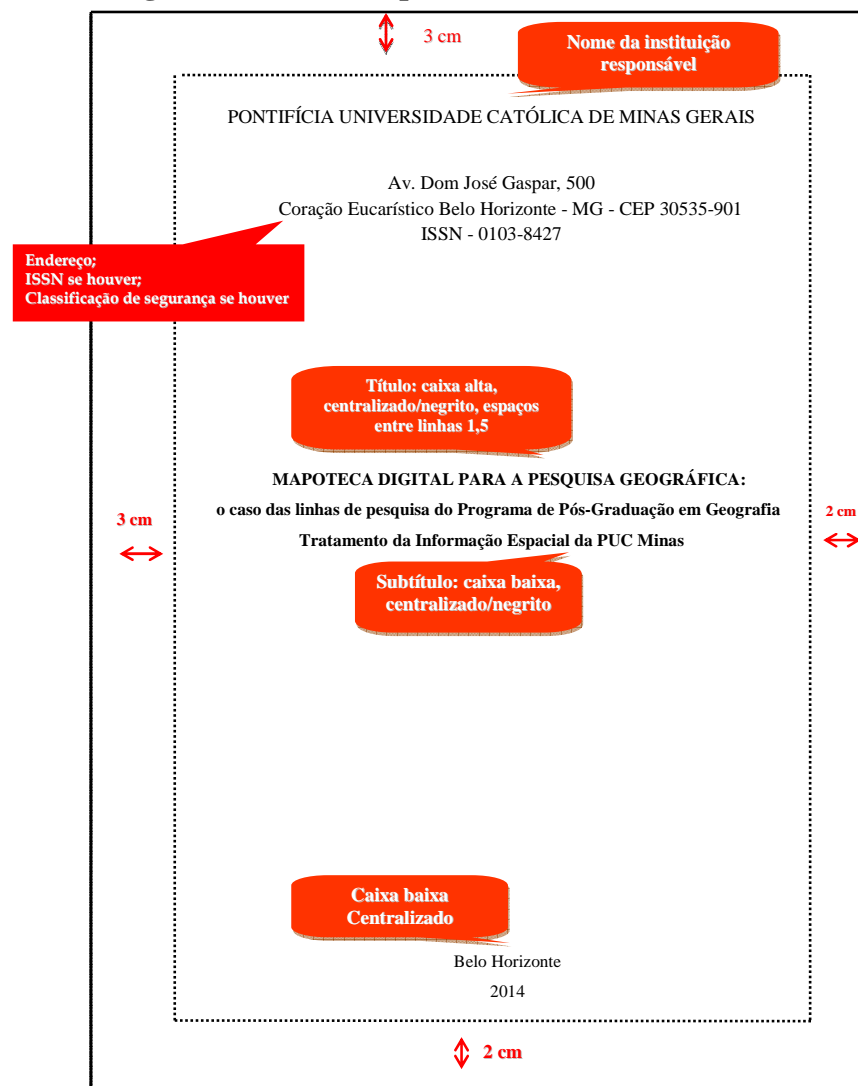 3 cm
Nome da instituição
responsável
PONTIFÍCIA UNIVERSIDADE CATÓLICA DE MINAS GERAIS
Av. Dom José Gaspar, 500
Coração Eucarístico Belo Horizonte - MG - CEP 30535-901
ISSN - 0103-8427
Endereço;
ISSN se houver;
Classificação de segurança se houver
Título: caixa alta,
centralizado/negrito, espaços
entre linhas 1,5
MAPOTECA DIGITAL PARA A PESQUISA GEOGRÁFICA:
o caso das linhas de pesquisa do Programa de Pós-Graduação em Geografia
Tratamento da Informação Espacial da PUC Minas
3 cm
2 cm
Subtítulo: caixa baixa,
centralizado/negrito
Caixa baixa
Centralizado
Belo Horizonte
2014
2 cm